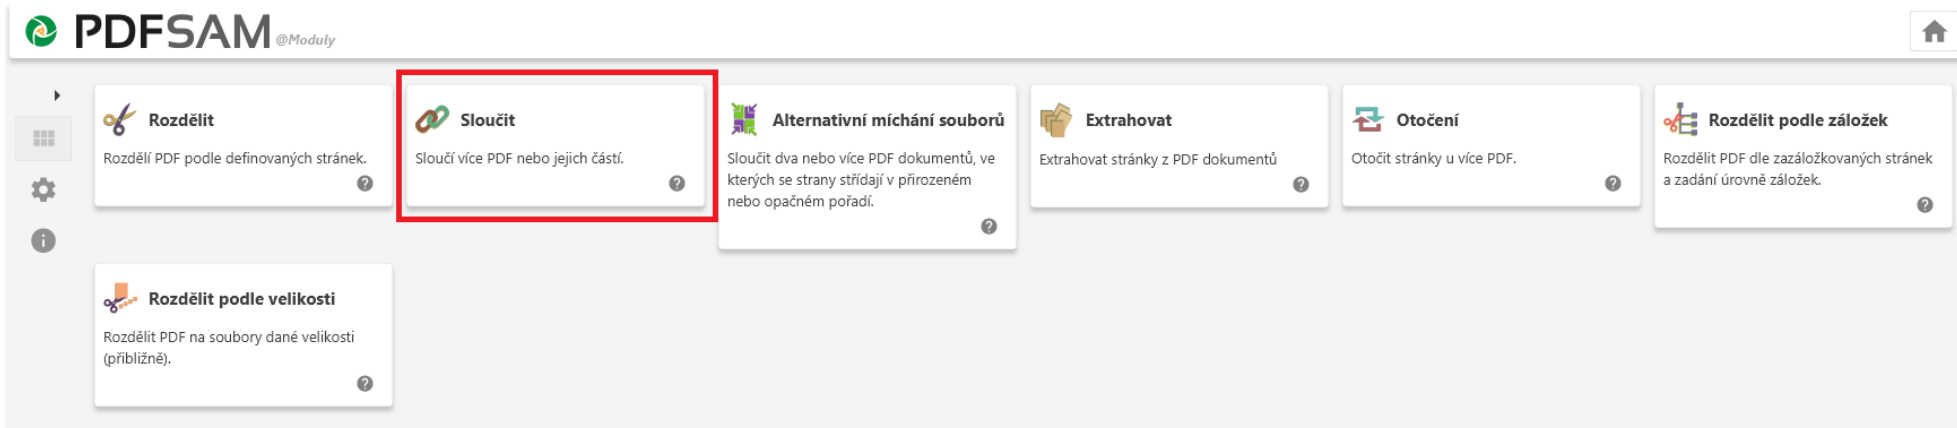 PDFSAM @Moduly
Rozdělit
Rozdělí PDF podle definovaných stránek.
Sloučit
Sloučí více PDF nebo jejich částí.
Alternativní míchání souborů
Sloučit dva nebo více PDF dokumentů, ve
kterých se strany střídají v přirozeném
nebo opačném pořadí.
Extrahovat
Extrahovat stránky z PDF dokumentů
Otočení
Otočit stránky u více PDF.
Rozdělit podle záložek
Rozdělit PDF dle zazáložkovaných stránek
a zadání úrovně záložek.
Rozdělit podle velikosti
Rozdělit PDF na soubory dané velikosti
(přibližně).